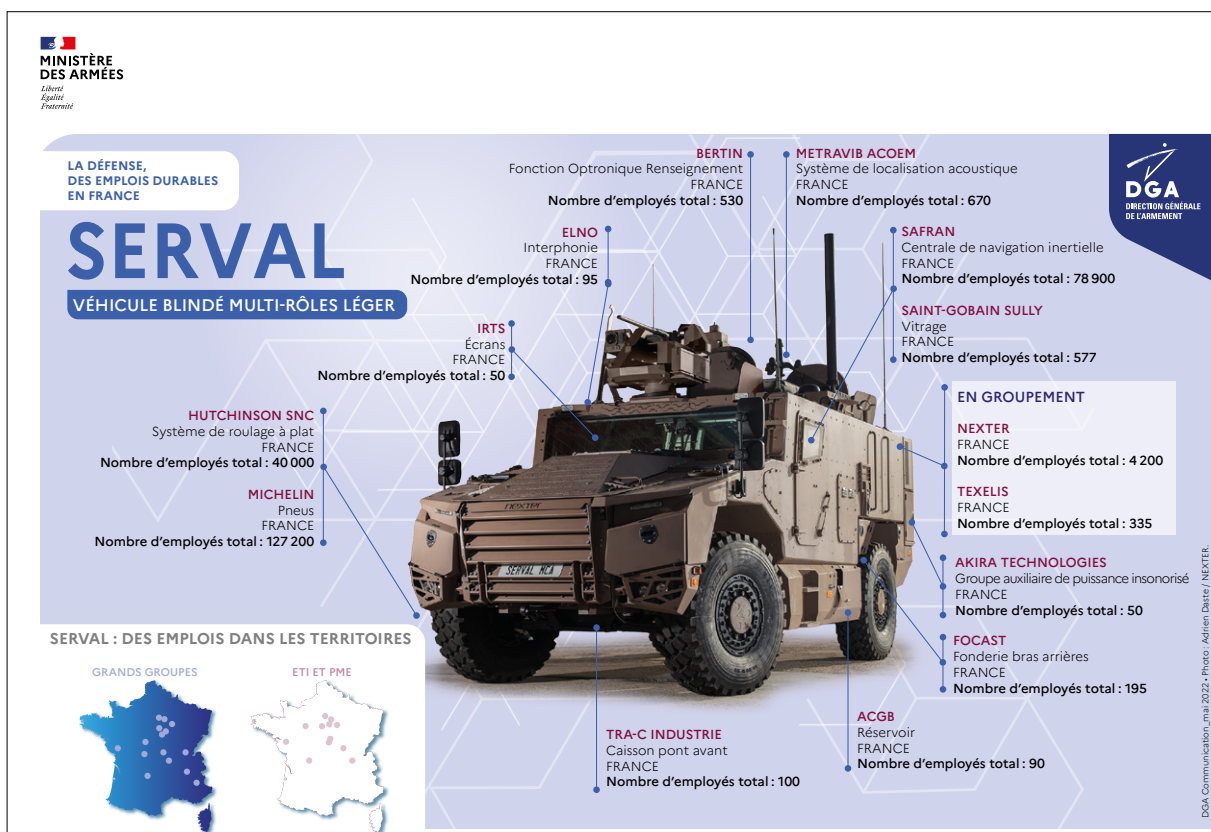 MINISTÈRE
DES ARMÉES
Liberté
Égalité
Fraternité
LA DÉFENSE,
DES EMPLOIS DURABLES
EN FRANCE
SERVAL
VÉHICULE BLINDÉ MULTI-RÔLES LÉGER
DGA
DIRECTION GÉNÉRALE
DE L'ARMEMENT
BERTIN
Fonction Optronique Renseignement
FRANCE
Nombre d'employés total : 530
METRAVIB ACOEM
Système de localisation acoustique
FRANCE
Nombre d'employés total : 670
ELNO
Interphonie
FRANCE
Nombre d'employés total : 95
SAFRAN
Centrale de navigation inertielle
FRANCE
Nombre d'employés total : 78 900
SAINT-GOBAIN SULLY
Vitrage
FRANCE
Nombre d'employés total : 577
IRTS
Écrans
FRANCE
Nombre d'employés total : 50
EN GROUPEMENT
NEXTER
FRANCE
Nombre d'employés total : 4 200
TEXELIS
FRANCE
Nombre d'employés total : 335
HUTCHINSON SNC
Système de roulage à plat
FRANCE
Nombre d'employés total : 40 000
MICHELIN
Pneus
FRANCE
Nombre d'employés total : 127 200
nexter
SERVAL MCA
AKIRA TECHNOLOGIES
Groupe auxiliaire de puissance insonorisé
FRANCE
Nombre d'employés total : 50
FOCAST
Fonderie bras arrières
FRANCE
Nombre d'employés total : 195
ACGB
Réservoir
FRANCE
Nombre d'employés total : 90
TRA-C INDUSTRIE
Caisson pont avant
FRANCE
Nombre d'employés total : 100
SERVAL : DES EMPLOIS DANS LES TERRITOIRES
GRANDS GROUPES
ETI ET PME
DGA Communication_mai 2022 • Photo : Adrien Daste / NEXTER.